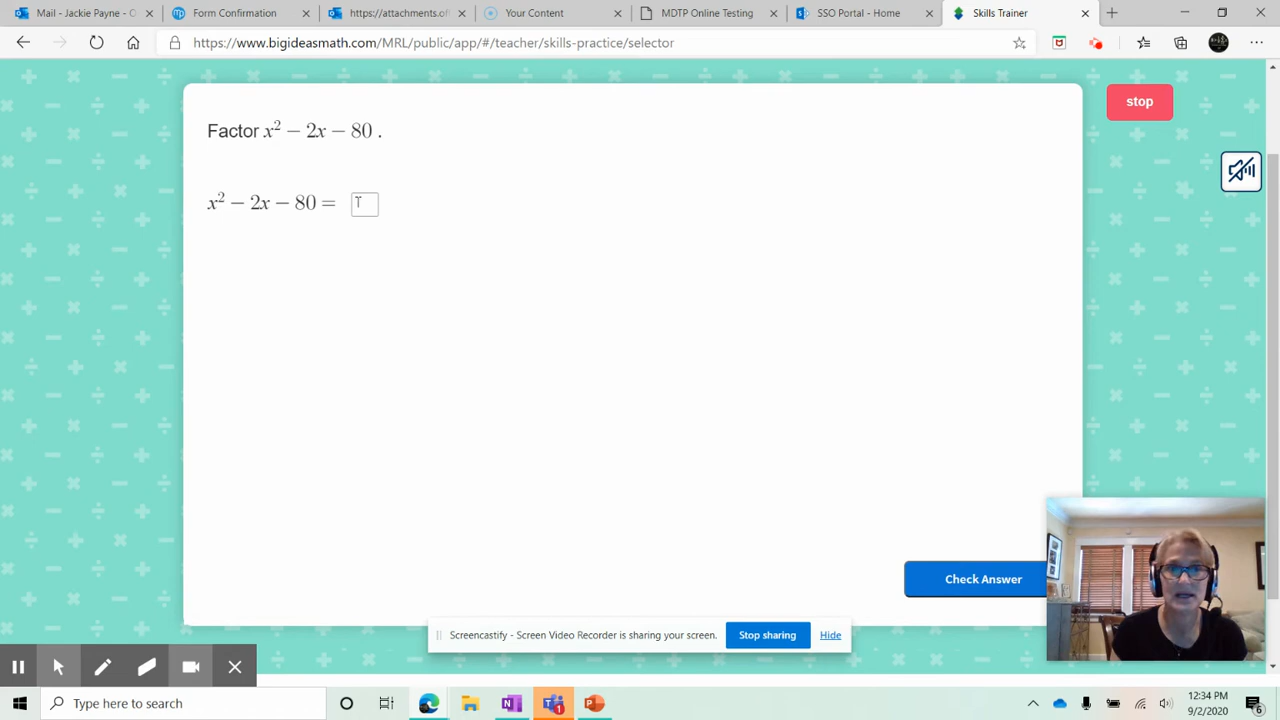 Mail - Jackie Payne - O
Form Confirmation
https://attachments.of
Your Content
MDTP Online Testing
SSO Portal - Home
Skills Trainer
https://www.bigideasmath.com/MRL/public/app/#/teacher/skills-practice/selector
stop
Factor x² − 2x − 80 .
x² − 2x − 80 =
Check Answer
Screencastify - Screen Video Recorder is sharing your screen.
Stop sharing
Hide
Type here to search
12:34 PM
9/2/2020
6